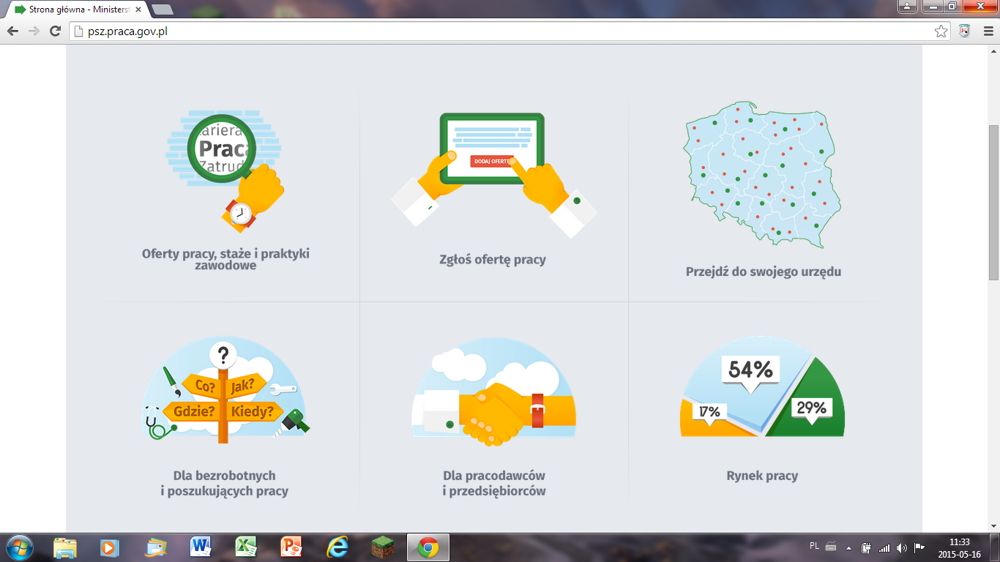 Strona główna - Ministerst
psz.praca.gov.pl
ariera
Praca
Zatrud
DODAJ OFERTĘ
Oferty pracy, staże i praktyki
zawodowe
Zgłoś ofertę pracy
Przejdź do swojego urzędu
?
Co? Jak?
Gdzie? Kiedy?
54%
17%
29%
Dla bezrobotnych
i poszukujących pracy
Dla pracodawców
i przedsiębiorców
Rynek pracy
PL
11:33
2015-05-16